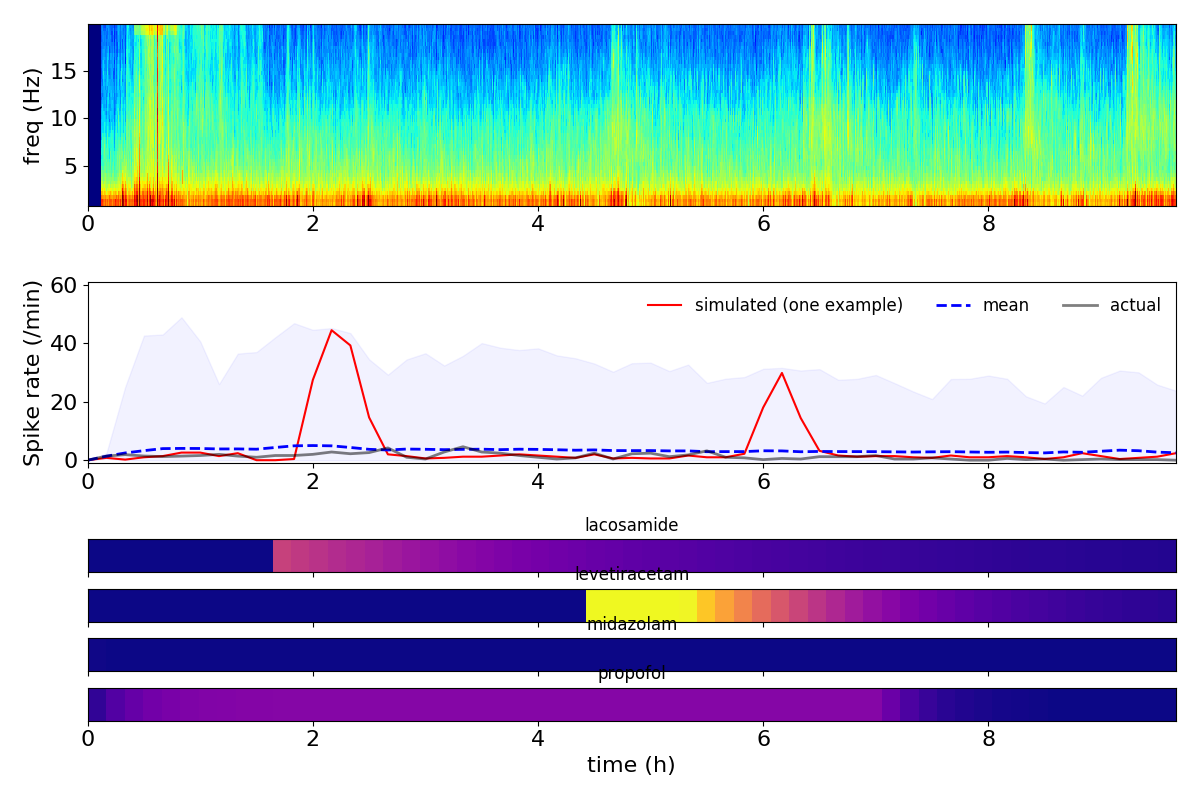 freq (Hz)
15
10
5
0 2 4 6 8
Spike rate (/min)
60
40
20
0
simulated (one example) mean actual
0 2 4 6 8
lacosamide
levetiracetam
midazolam
propofol
0 2 4 6 8
time (h)